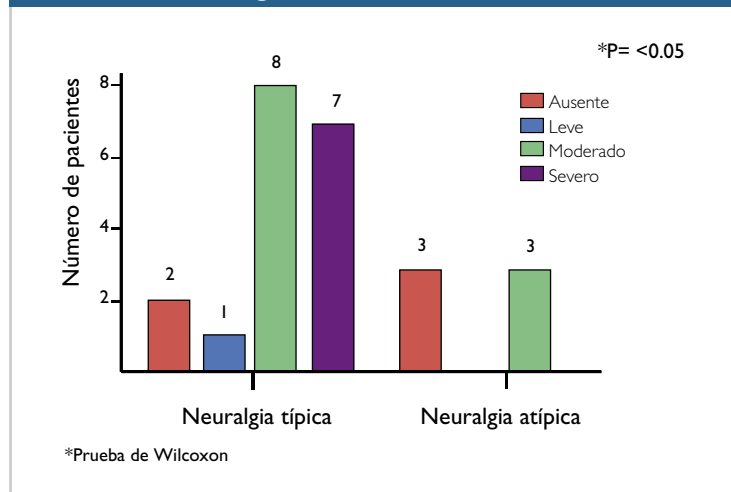 *P= <0.05
8
7
8
Ausente
Leve
Moderado
Severo
6
Número de pacientes
4
3
3
2
1
2
Neuralgia típica
Neuralgia atípica
*Prueba de Wilcoxon